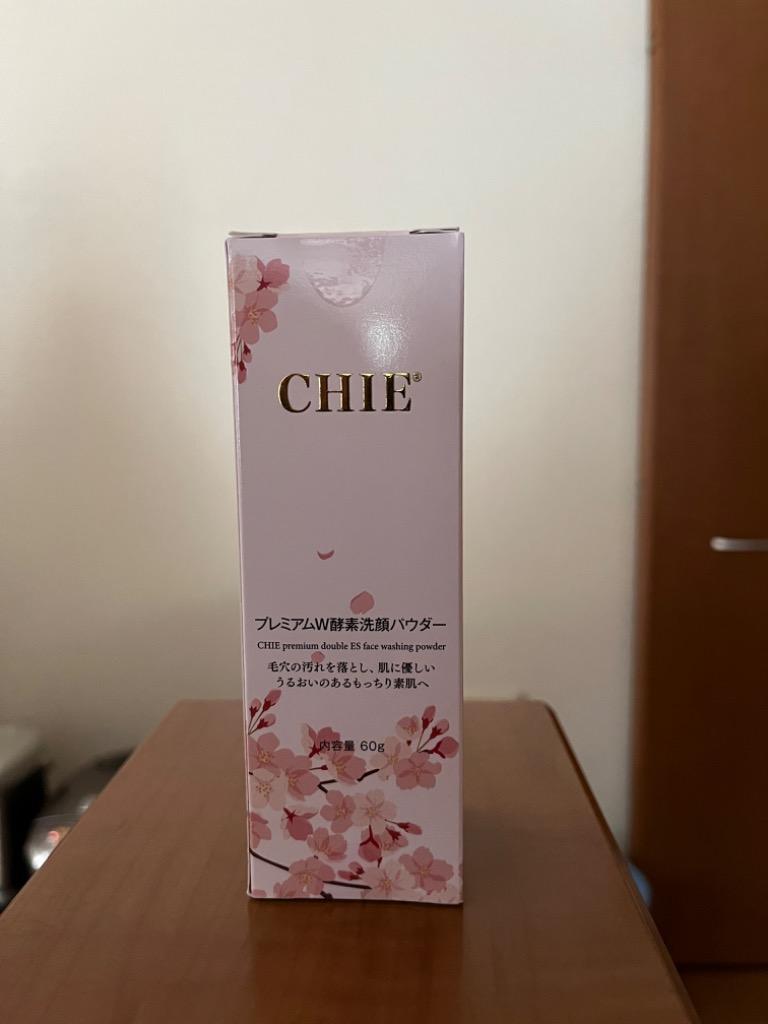 CHIE®
プレミアムW酵素洗顔パウダー
CHIE premium double ES face washing powder
毛穴の汚れを落とし、肌に優しい
うるおいのあるもっちり素肌へ
内容量 60g